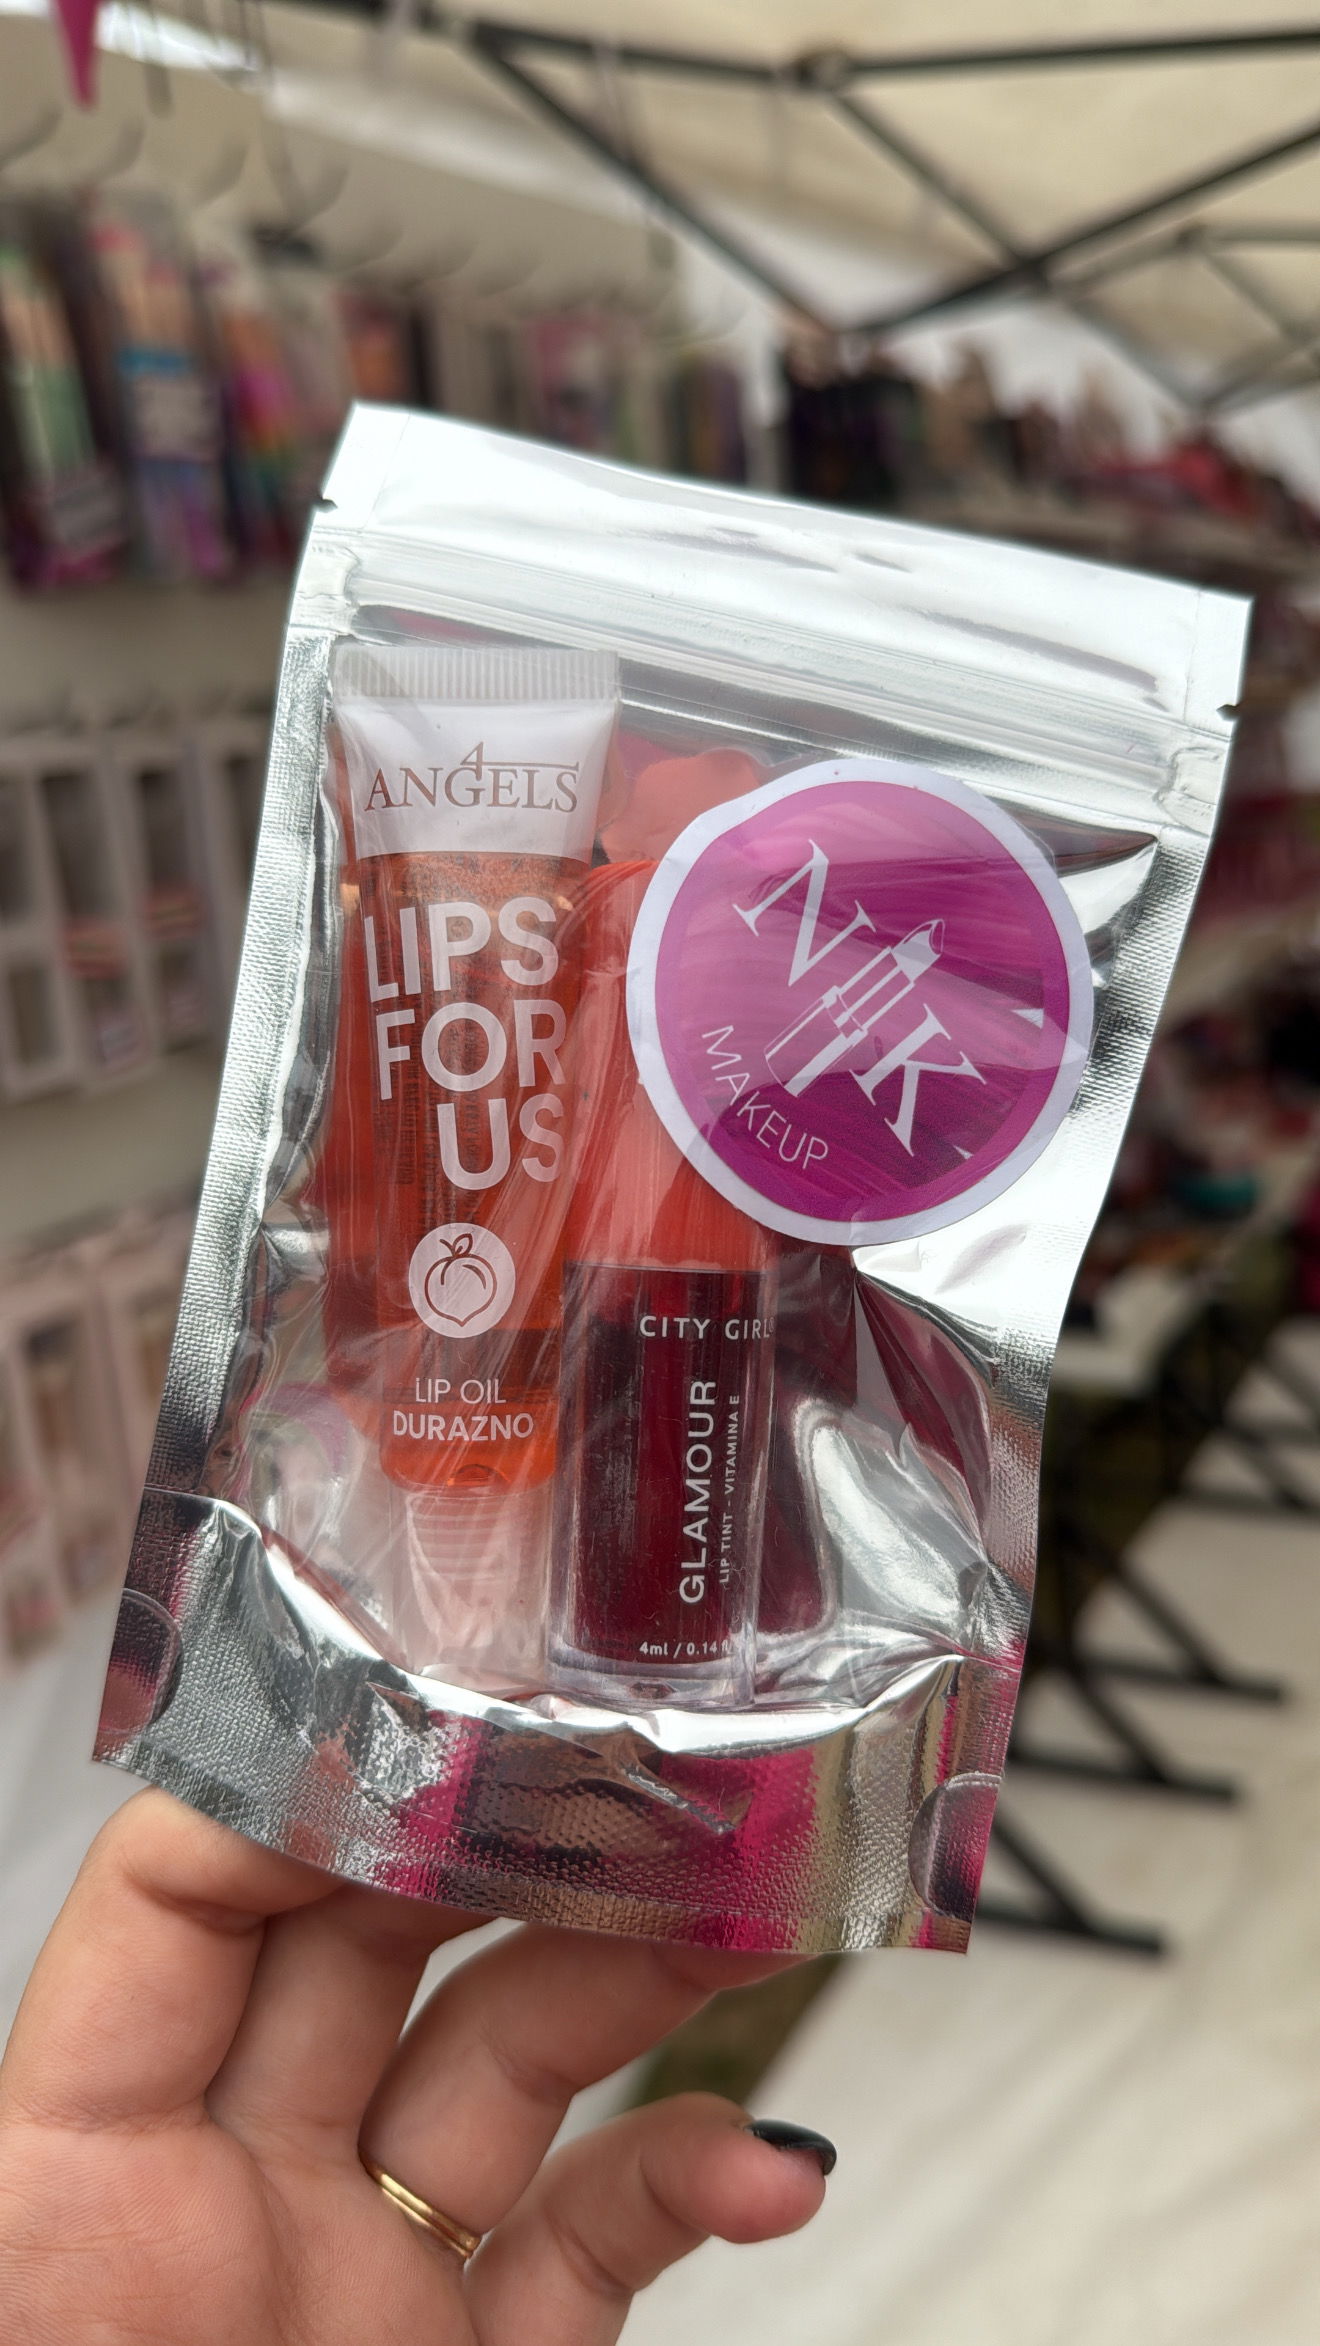 4
ANGELS
LIPS
FOR
US
LIP OIL
DURAZNO
NK
MAKEUP
CITY GIRL
GLAMOUR
LIP TINT - VITAMINA E
4ml / 0.14